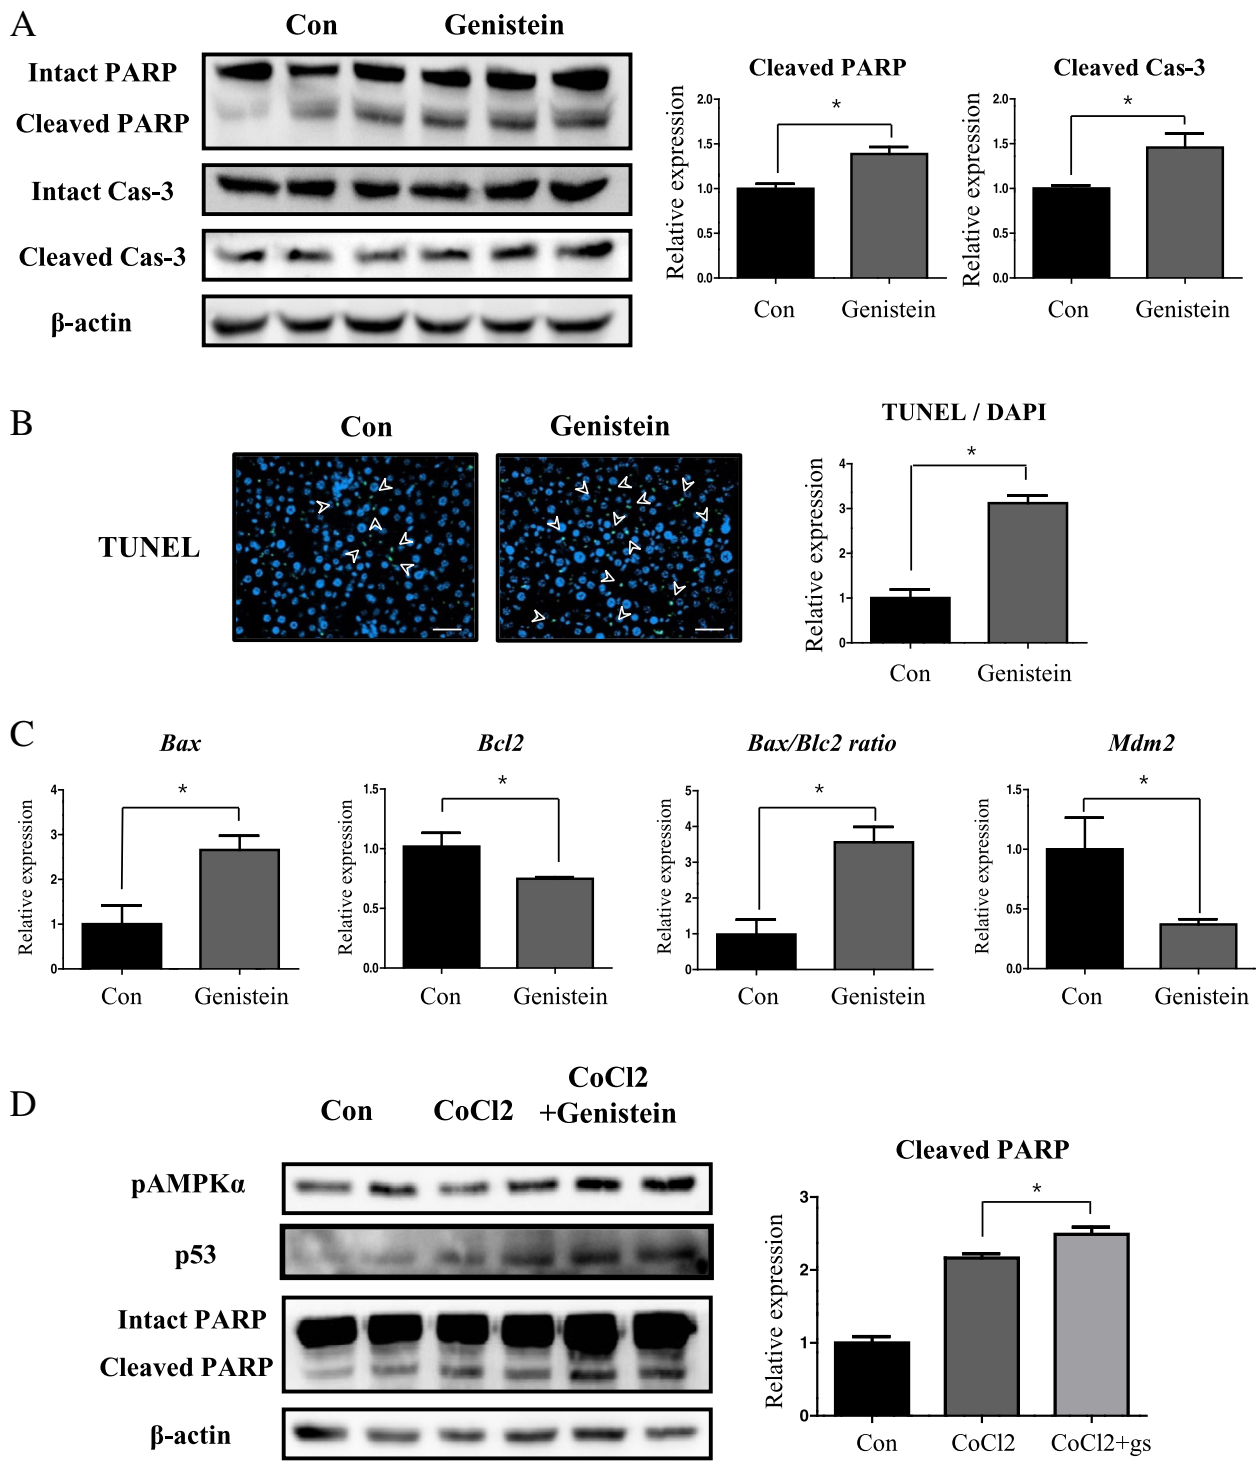 A
Con Genistein
Intact PARP
Cleaved PARP
Intact Cas-3
Cleaved Cas-3
β-actin
Cleaved PARP
*
Relative expression
2.0
1.5
1.0
0.5
0.0
Con Genistein
Cleaved Cas-3
*
Relative expression
2.0
1.5
1.0
0.5
0.0
Con Genistein
B
Con Genistein
TUNEL
TUNEL / DAPI
*
Relative expression
4
3
2
1
0
Con Genistein
C
Bax
*
Relative expression
4
3
2
1
0
Con Genistein
Bcl2
*
Relative expression
1.5
1.0
0.5
0.0
Con Genistein
Bax/Blc2 ratio
*
Relative expression
5
4
3
2
1
0
Con Genistein
Mdm2
*
Relative expression
1.5
1.0
0.5
0.0
Con Genistein
D
Con CoCl2 CoCl2
+Genistein
pAMPKα
p53
Intact PARP
Cleaved PARP
β-actin
Cleaved PARP
*
Relative expression
3
2
1
0
Con CoCl2 CoCl2+gs